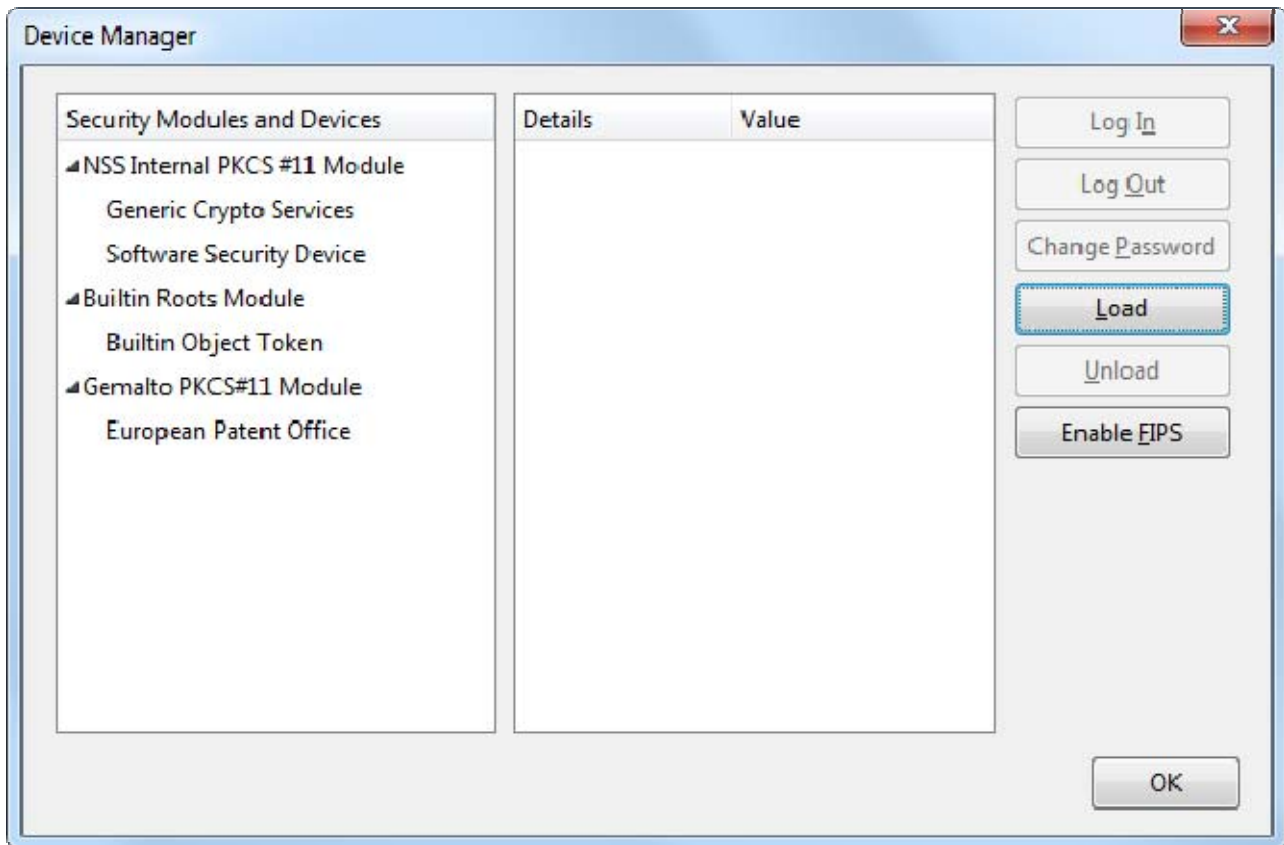 Device Manager
Security Modules and Devices
NSS Internal PKCS #11 Module
Generic Crypto Services
Software Security Device
Builtin Roots Module
Builtin Object Token
Gemalto PKCS#11 Module
European Patent Office
Details Value
Log In
Log Out
Change Password
Load
Unload
Enable FIPS
OK